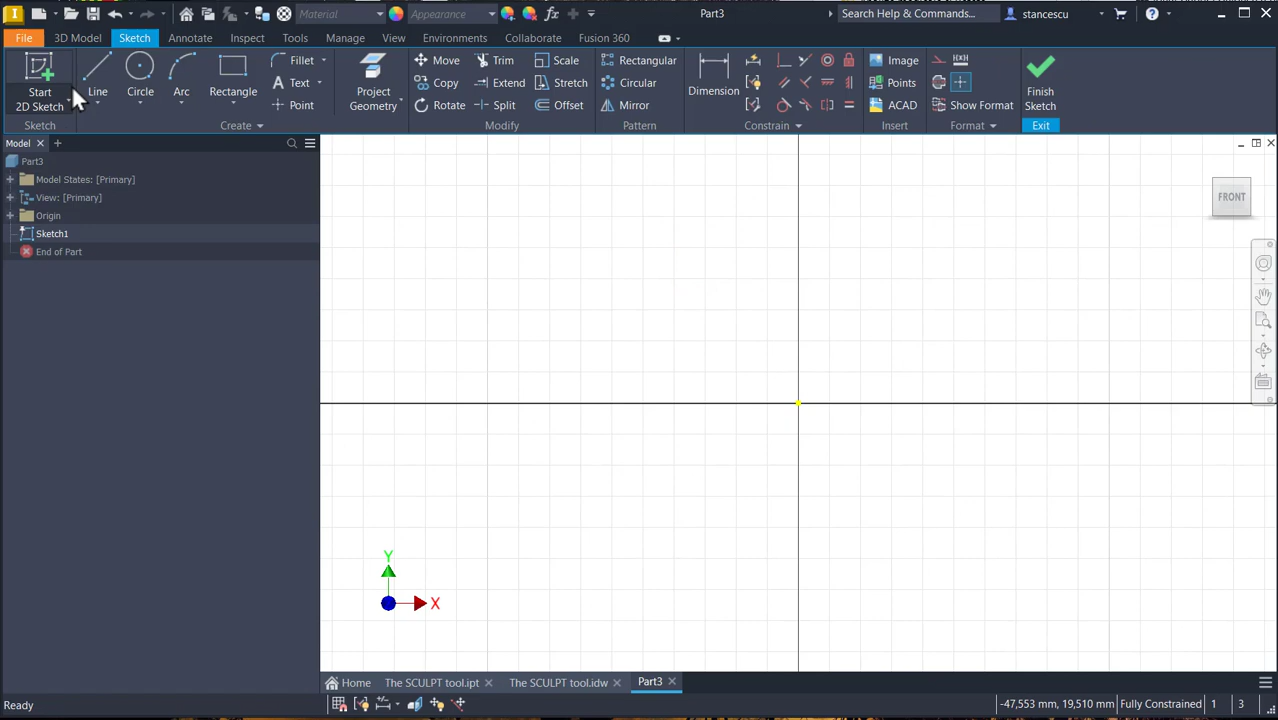 Material
Appearance
Part3
Search Help & Commands...
stancescu
File
3D Model
Sketch
Annotate
Inspect
Tools
Manage
View
Environments
Collaborate
Fusion 360
Start
2D Sketch
Line
Circle
Arc
Rectangle
Fillet
Text
Point
Project
Geometry
Move
Copy
Rotate
Trim
Extend
Split
Scale
Stretch
Offset
Rectangular
Circular
Mirror
Dimension
Image
Points
ACAD
Show Format
Finish
Sketch
Sketch
Create
Modify
Pattern
Constrain
Insert
Format
Exit
Model
Part3
Model States: [Primary]
View: [Primary]
Origin
Sketch1
End of Part
FRONT
Y
X
Home
The SCULPT tool.ipt
The SCULPT tool.idw
Part3
Ready
-47,553 mm, 19,510 mm
Fully Constrained
1
3